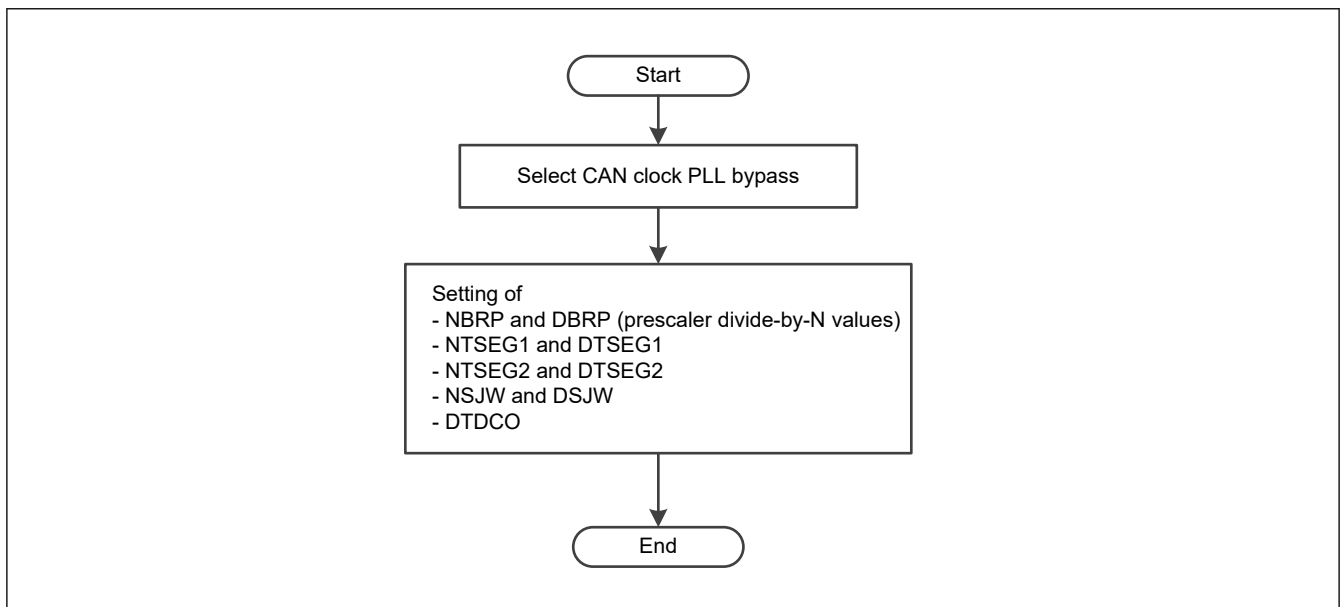 Start
Select CAN clock PLL bypass
Setting of
- NBRP and DBRP (prescaler divide-by-N values)
- NTSEG1 and DTSEG1
- NTSEG2 and DTSEG2
- NSJW and DSJW
- DTDCO
End